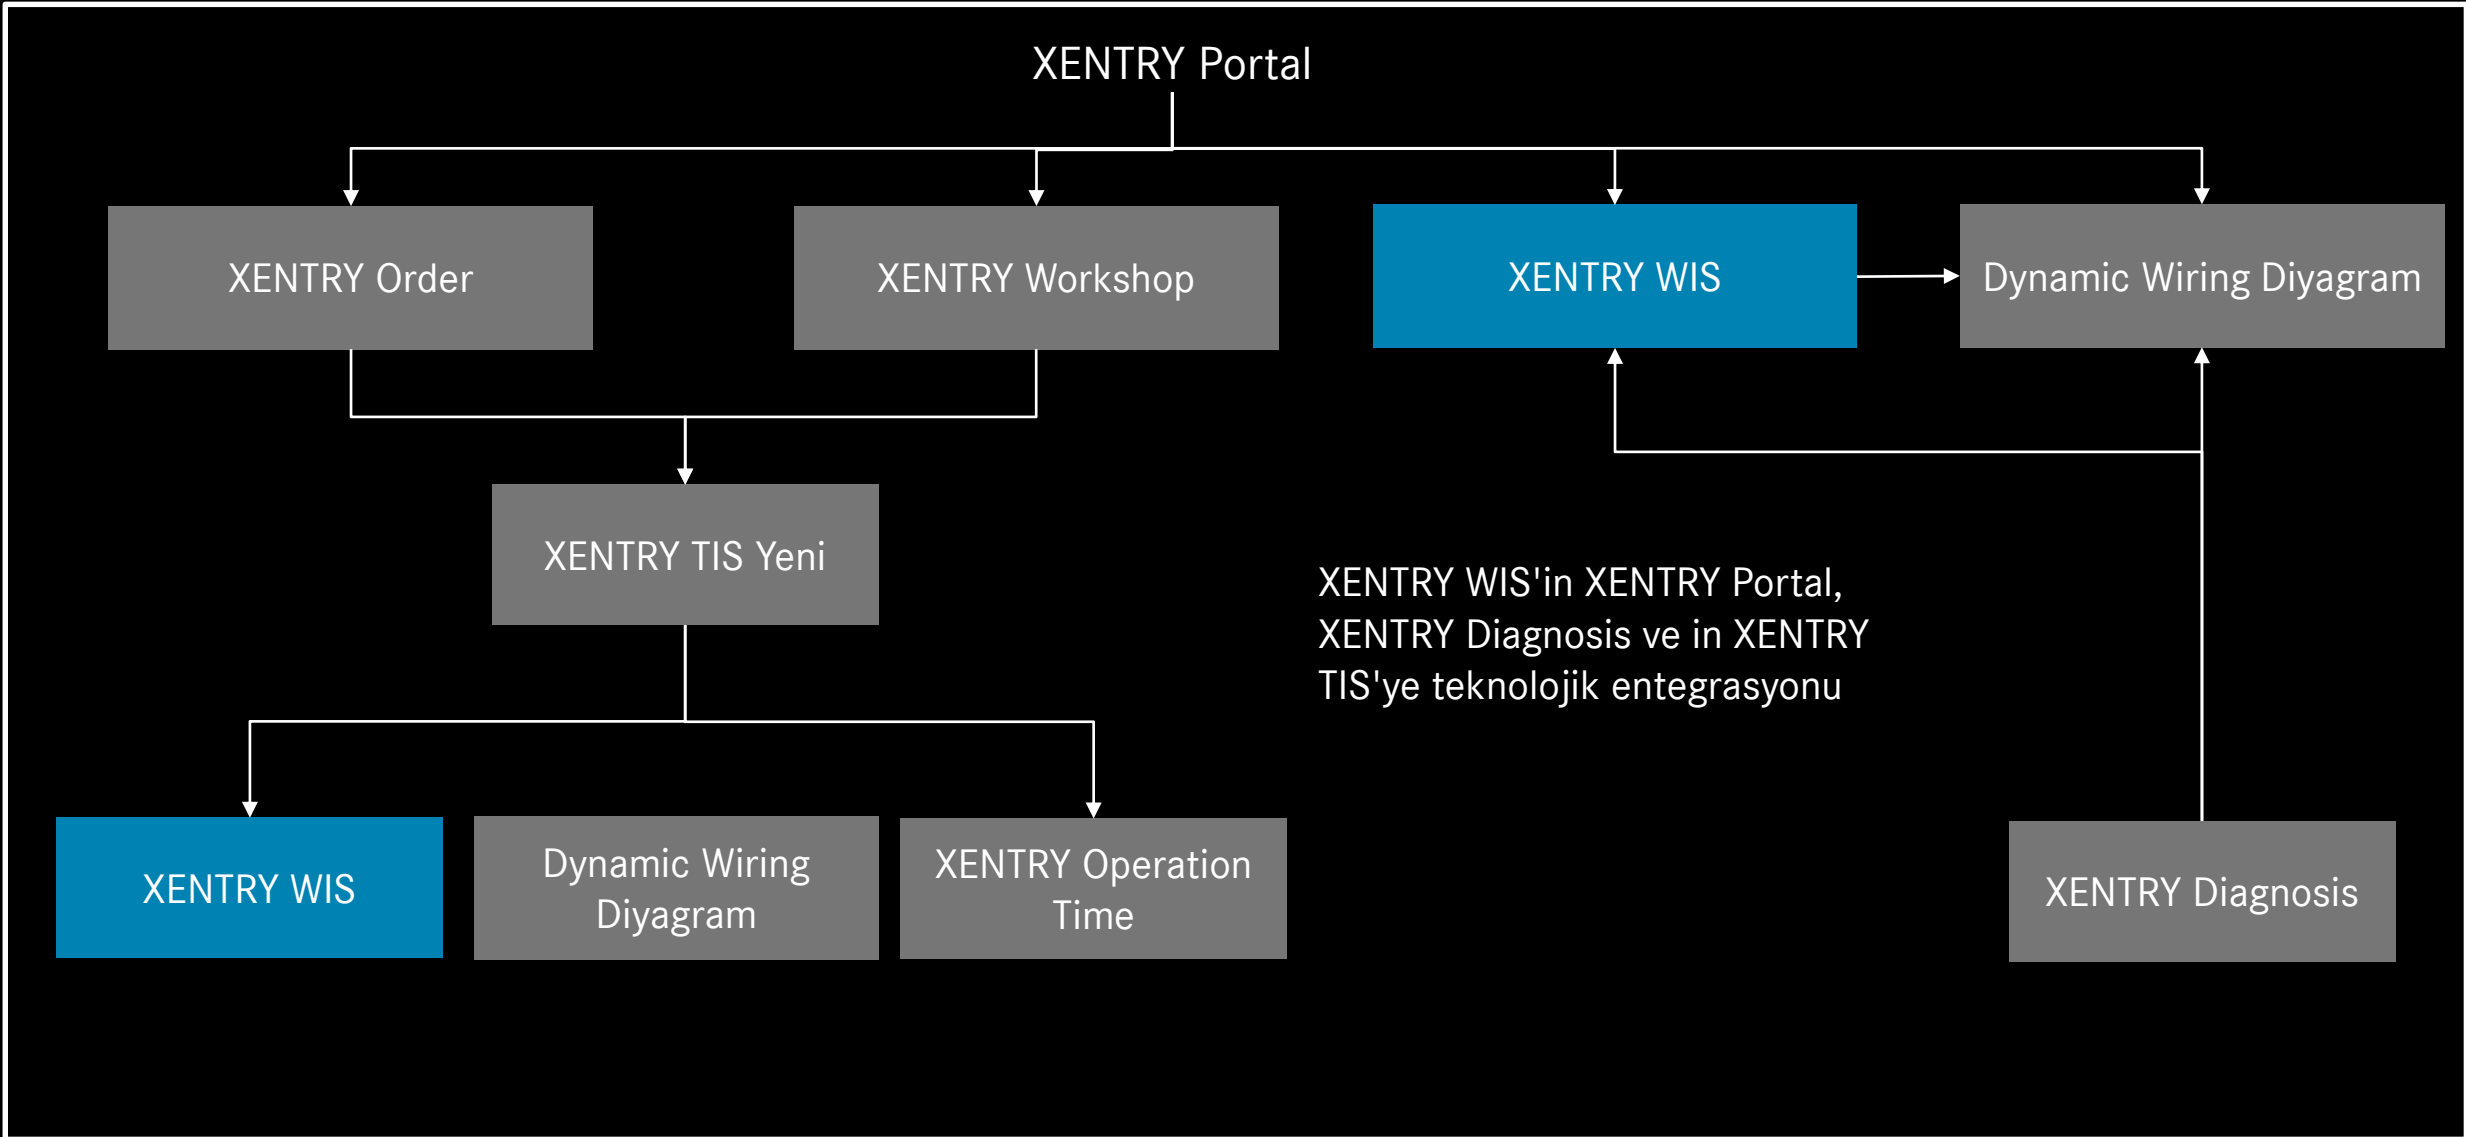 XENTRY Portal
XENTRY Order
XENTRY Workshop
XENTRY WIS
Dynamic Wiring Diyagram
XENTRY TIS Yeni
XENTRY WIS'in XENTRY Portal,
XENTRY Diagnosis ve in XENTRY
TIS'ye teknolojik entegrasyonu
XENTRY WIS
Dynamic Wiring
Diyagram
XENTRY Operation
Time
XENTRY Diagnosis